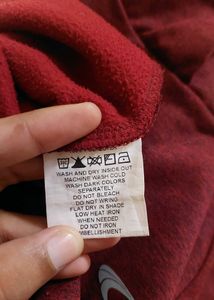 WASH AND DRY INSIDE OUT
MACHINE WASH COLD
WASH DARK COLORS
SEPARATELY
DO NOT BLEACH
DO NOT WRING
FLAT DRY IN SHADE
LOW HEAT IRON
WHEN NEEDED
DO NOT IRON
EMBELLISHMENT